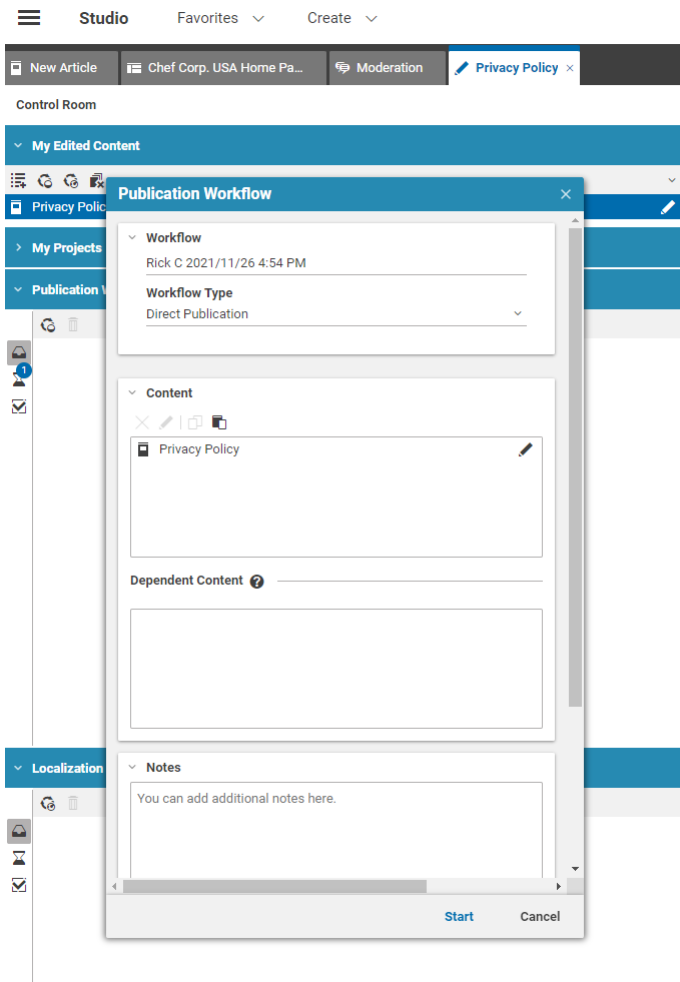 Studio Favorites Create
New Article Chef Corp. USA Home Pa... Moderation Privacy Policy ×
Control Room
My Edited Content
Privacy Polic
Publication Workflow ×
Workflow
My Projects
Rick C 2021/11/26 4:54 PM
Workflow Type
Publication
Direct Publication
1
Content
Privacy Policy
Dependent Content ?
Localization
Notes
You can add additional notes here.
Start Cancel